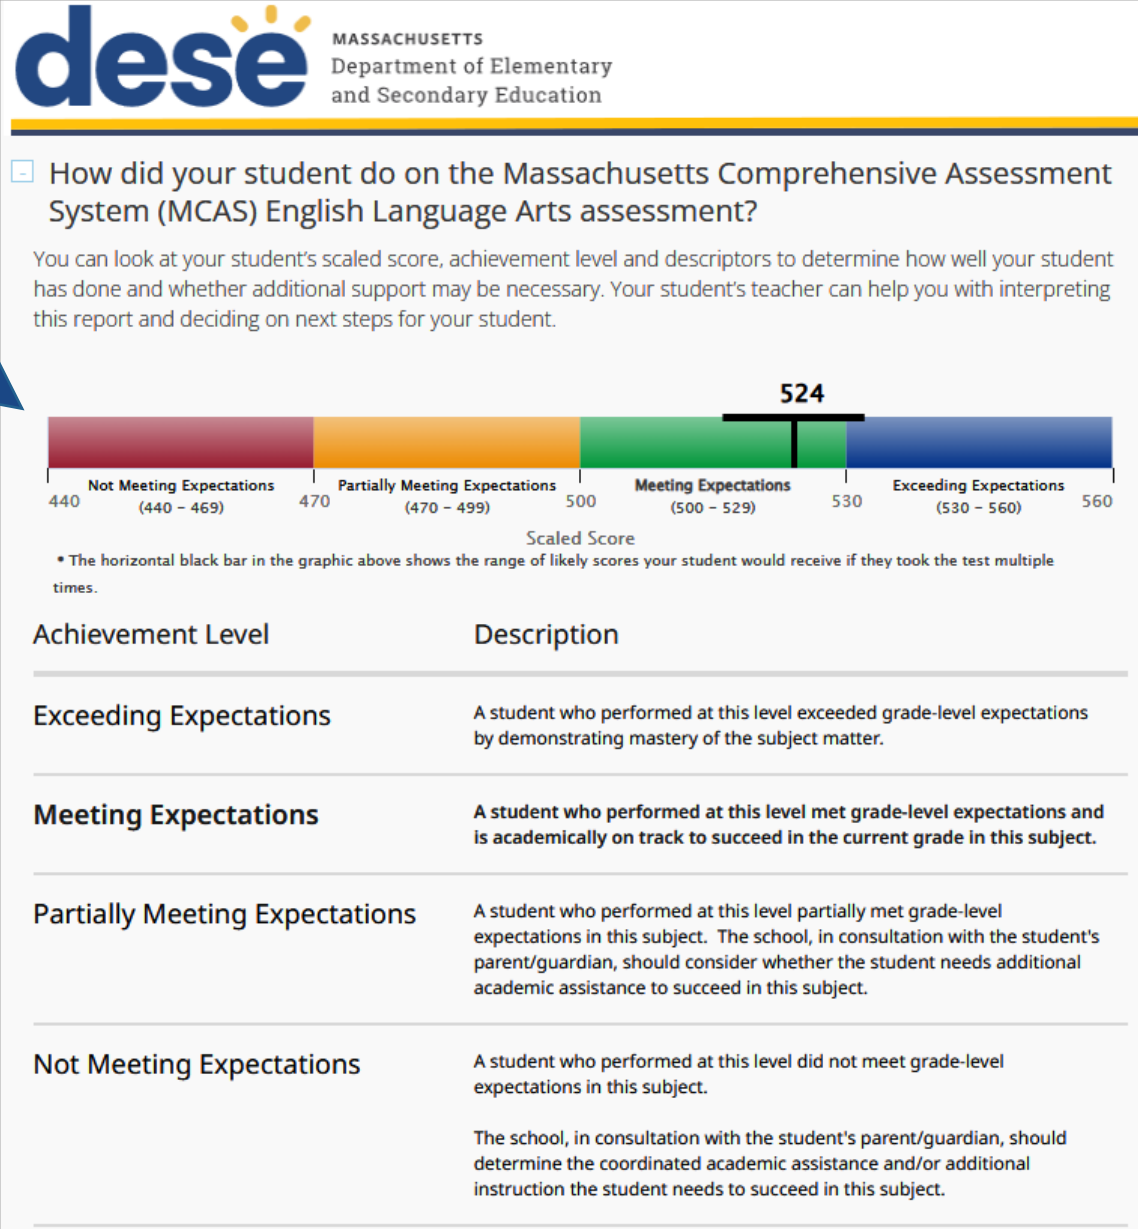 dese
MASSACHUSETTS
Department of Elementary
and Secondary Education
How did your student do on the Massachusetts Comprehensive Assessment
System (MCAS) English Language Arts assessment?
You can look at your student's scaled score, achievement level and descriptors to determine how well your student
has done and whether additional support may be necessary. Your student's teacher can help you with interpreting
this report and deciding on next steps for your student.
524
Not Meeting Expectations
(440 - 469)
Partially Meeting Expectations
(470 - 499)
Meeting Expectations
(500 - 529)
Exceeding Expectations
(530 - 560)
440 470 500 530 560
Scaled Score
* The horizontal black bar in the graphic above shows the range of likely scores your student would receive if they took the test multiple
times.
Achievement Level Description
Exceeding Expectations
A student who performed at this level exceeded grade-level expectations
by demonstrating mastery of the subject matter.
Meeting Expectations
A student who performed at this level met grade-level expectations and
is academically on track to succeed in the current grade in this subject.
Partially Meeting Expectations
A student who performed at this level partially met grade-level
expectations in this subject.  The school, in consultation with the student's
parent/guardian, should consider whether the student needs additional
academic assistance to succeed in this subject.
Not Meeting Expectations
A student who performed at this level did not meet grade-level
expectations in this subject.
The school, in consultation with the student's parent/guardian, should
determine the coordinated academic assistance and/or additional
instruction the student needs to succeed in this subject.